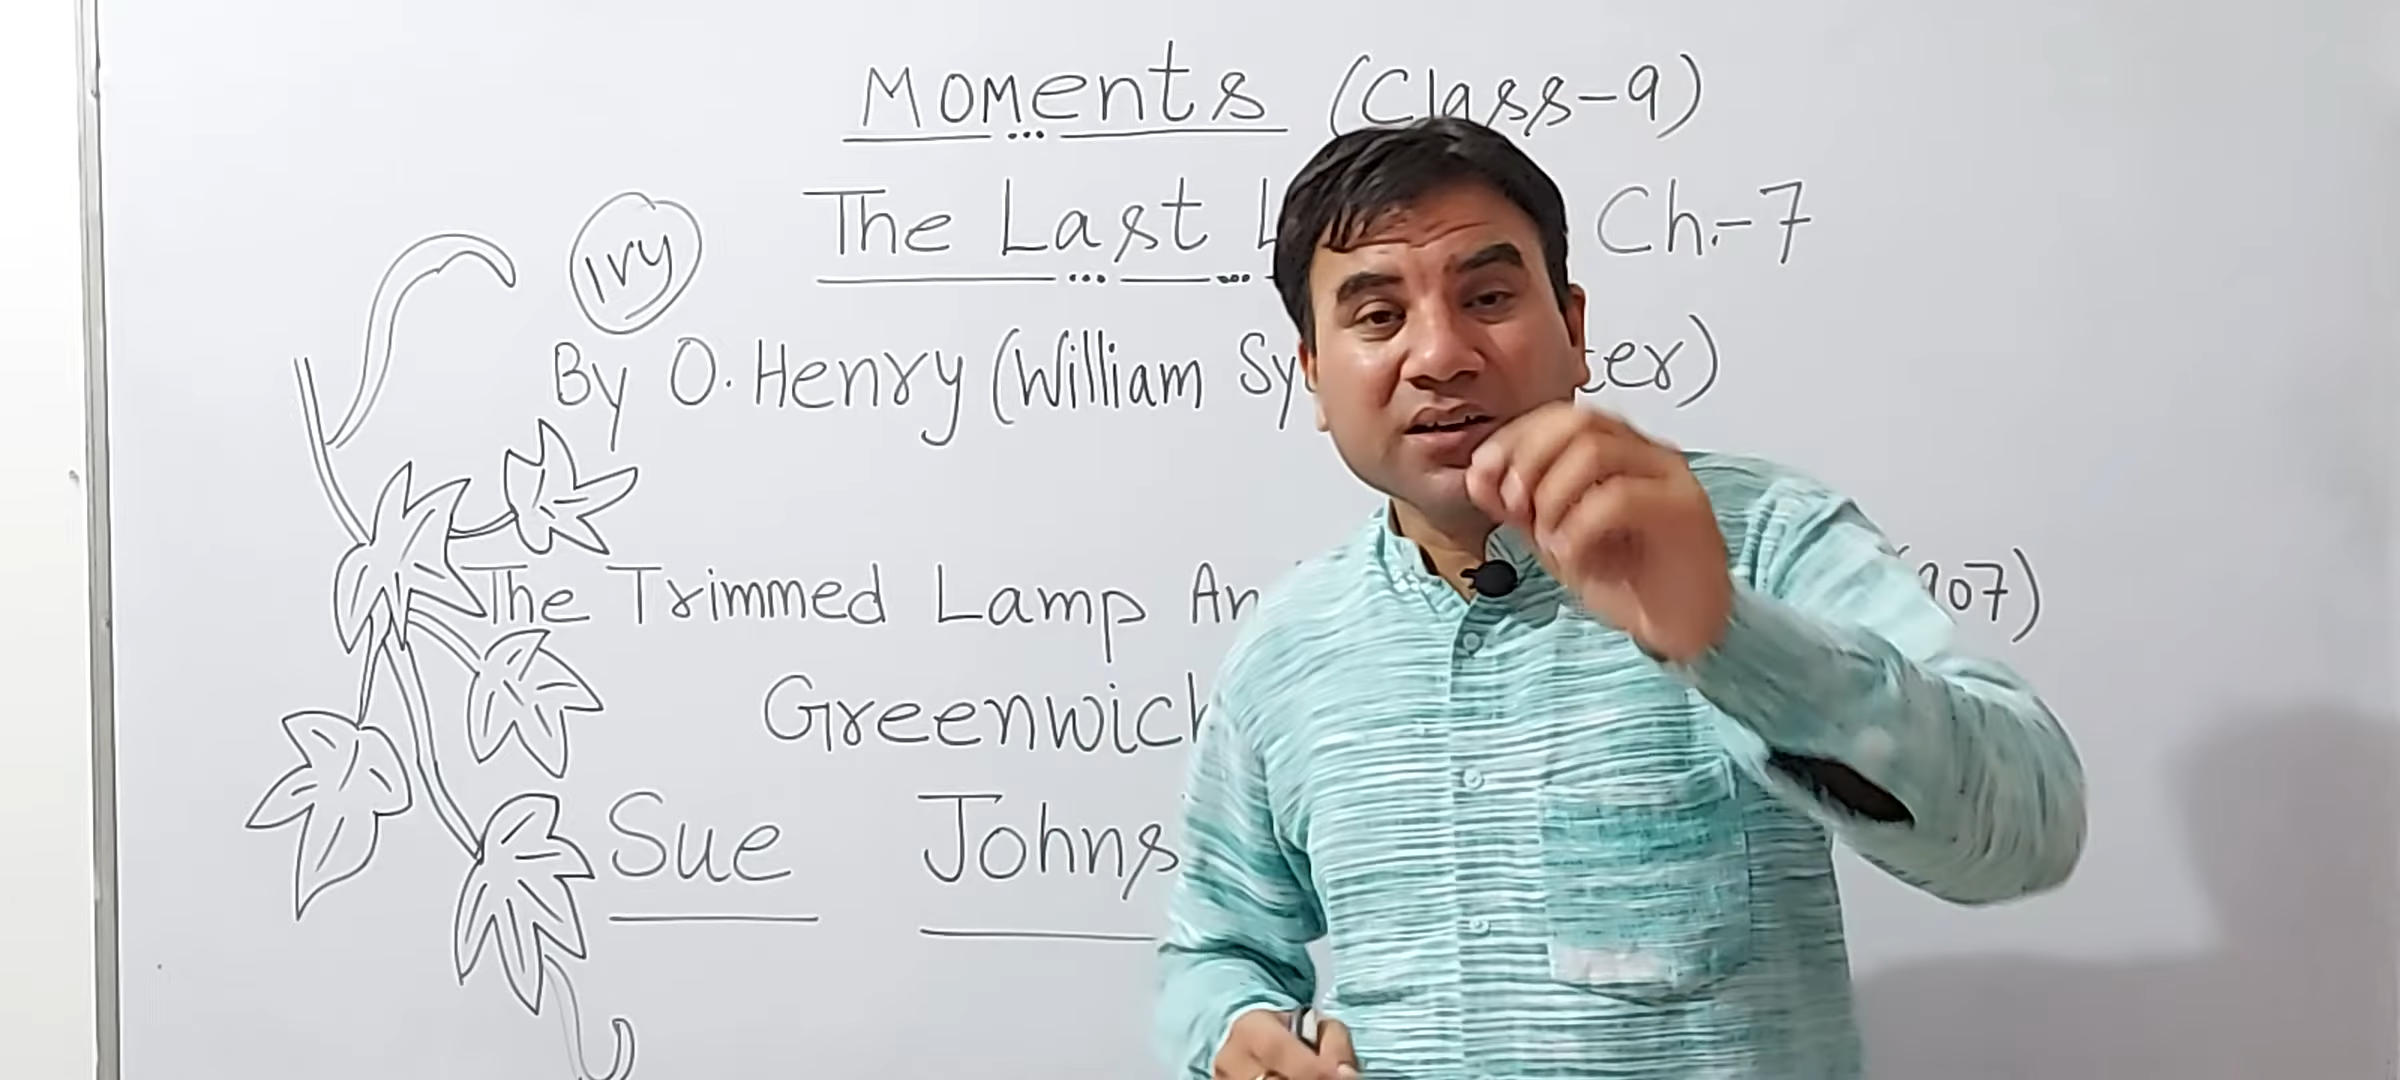 Moments (Class-9)
The Last L Ch.-7
Ivy
By O. Henry (William Sy ter)
The Trimmed Lamp An 907)
Greenwich
Sue Johns